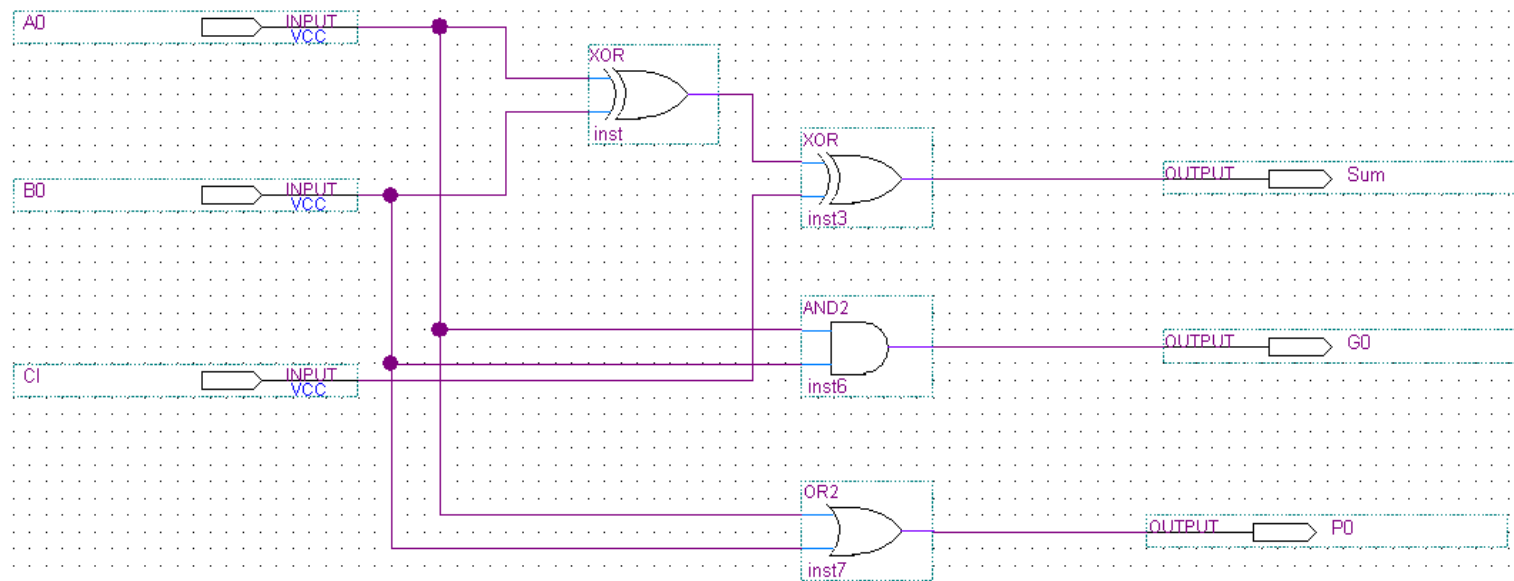 A0
INPUT
VCC
XOR
inst
XOR
inst3
OUTPUT
Sum
B0
INPUT
VCC
AND2
inst6
OUTPUT
G0
CI
INPUT
VCC
OR2
inst7
OUTPUT
P0